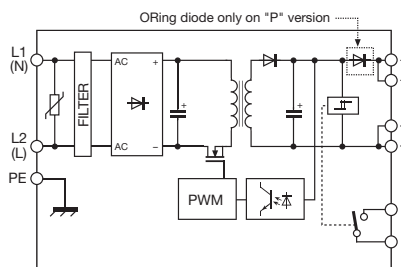 ORing diode only on "P" version
L1
(N)
FILTER
AC
+
AC
−
+
+
L2
(L)
PE
PWM